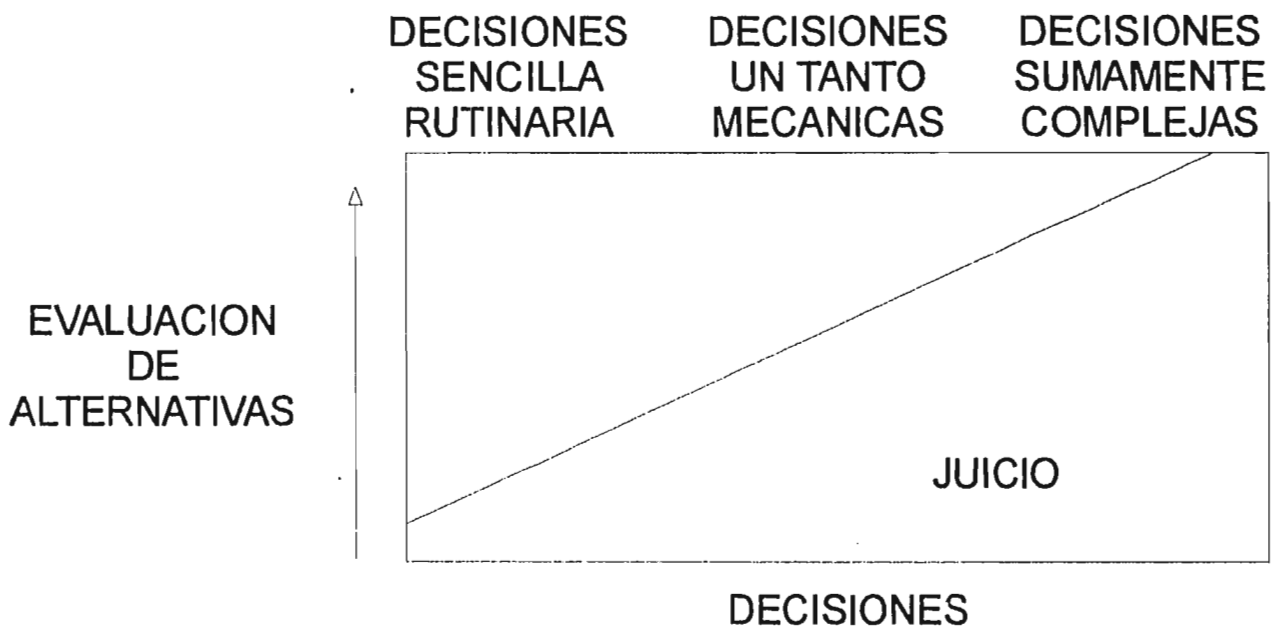 DECISIONES
SENCILLA
RUTINARIA
DECISIONES
UN TANTO
MECANICAS
DECISIONES
SUMAMENTE
COMPLEJAS
EVALUACION
DE
ALTERNATIVAS
JUICIO
DECISIONES